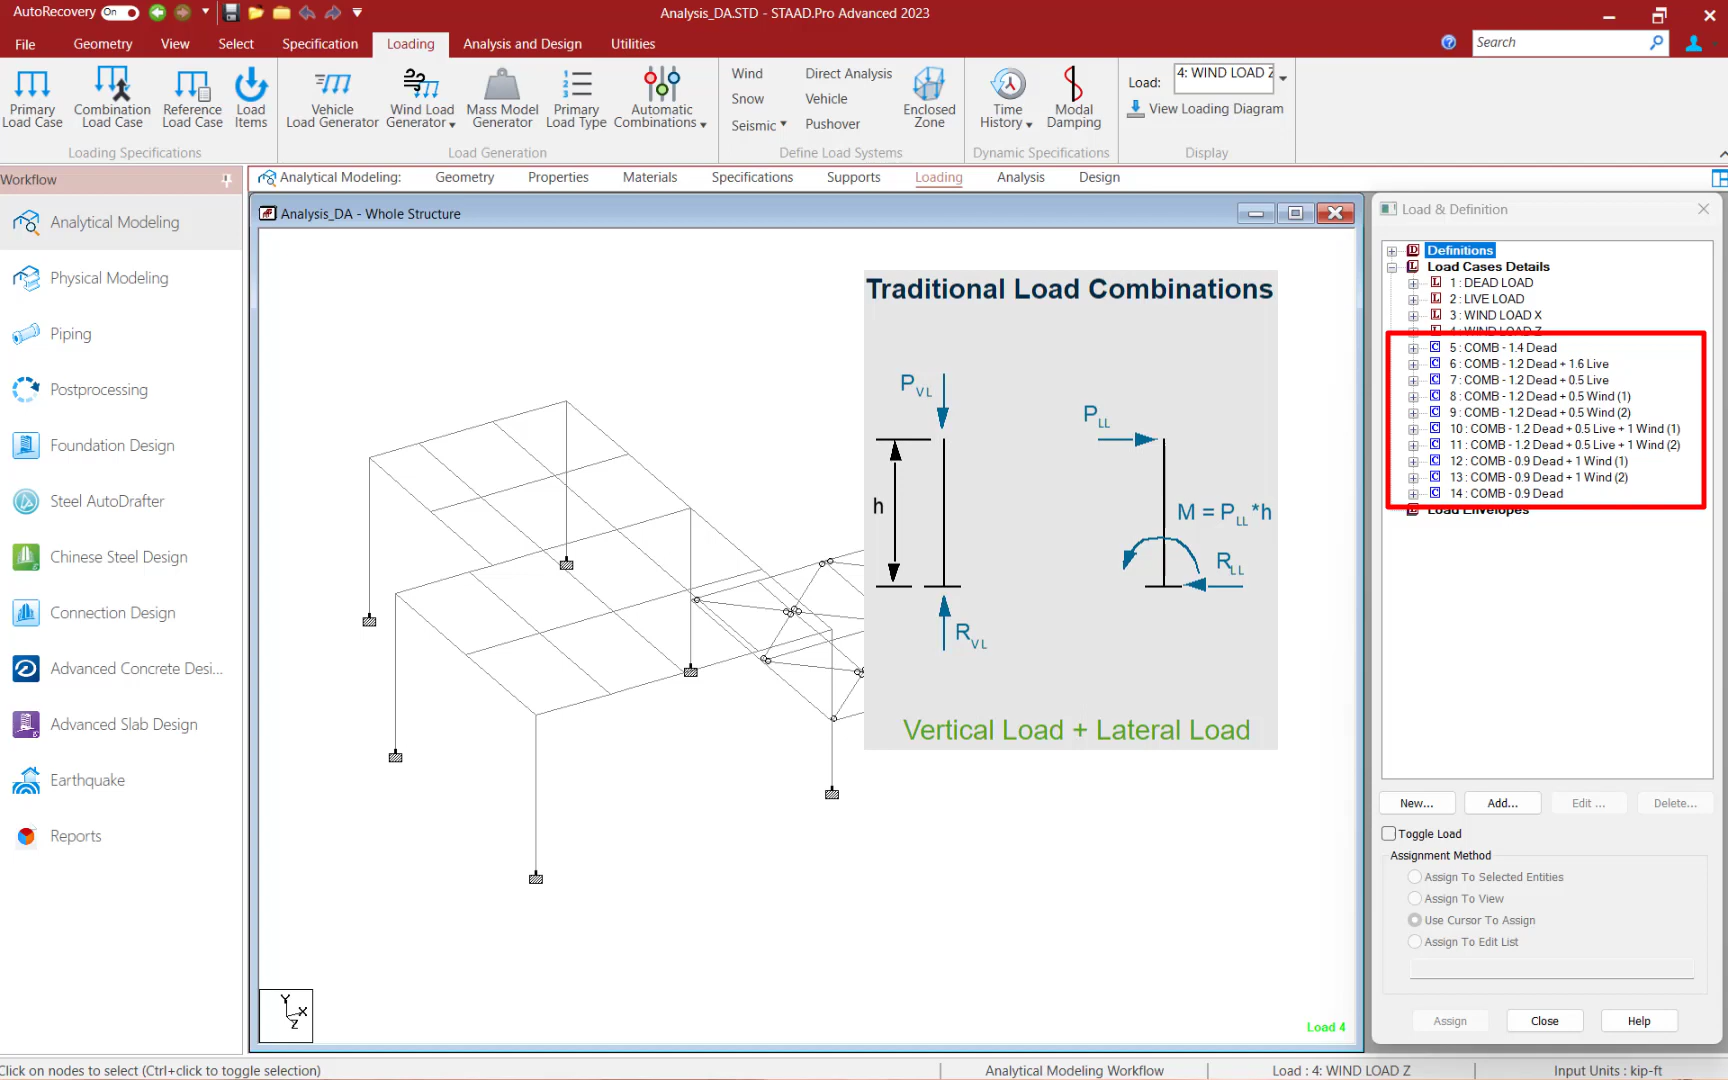 AutoRecovery On
Analysis_DA.STD - STAAD.Pro Advanced 2023
File Geometry View Select Specification Loading Analysis and Design Utilities
Search
Primary Load Case
Combination Load Case
Reference Load Case
Load Items
Loading Specifications
Vehicle Load Generator
Wind Load Generator
Mass Model Generator
Primary Load Type
Automatic Combinations
Load Generation
Wind
Snow
Seismic
Direct Analysis
Vehicle
Pushover
Enclosed Zone
Define Load Systems
Time History
Modal Damping
Dynamic Specifications
Load: 4: WIND LOAD Z
View Loading Diagram
Display
Workflow
Analytical Modeling
Physical Modeling
Piping
Postprocessing
Foundation Design
Steel AutoDrafter
Chinese Steel Design
Connection Design
Advanced Concrete Desi...
Advanced Slab Design
Earthquake
Reports
Analytical Modeling: Geometry Properties Materials Specifications Supports Loading Analysis Design
Analysis_DA - Whole Structure
Traditional Load Combinations
PVL
h
RVL
PLL
M = PLL*h
RLL
Vertical Load + Lateral Load
Y
X
Z
Load 4
Load & Definition
Definitions
Load Cases Details
1 : DEAD LOAD
2 : LIVE LOAD
3 : WIND LOAD X
4 : WIND LOAD Z
5 : COMB - 1.4 Dead
6 : COMB - 1.2 Dead + 1.6 Live
7 : COMB - 1.2 Dead + 0.5 Live
8 : COMB - 1.2 Dead + 0.5 Wind (1)
9 : COMB - 1.2 Dead + 0.5 Wind (2)
10 : COMB - 1.2 Dead + 0.5 Live + 1 Wind (1)
11 : COMB - 1.2 Dead + 0.5 Live + 1 Wind (2)
12 : COMB - 0.9 Dead + 1 Wind (1)
13 : COMB - 0.9 Dead + 1 Wind (2)
14 : COMB - 0.9 Dead
Load Envelopes
New... Add... Edit ... Delete...
Toggle Load
Assignment Method
Assign To Selected Entities
Assign To View
Use Cursor To Assign
Assign To Edit List
Assign Close Help
Click on nodes to select (Ctrl+click to toggle selection)
Analytical Modeling Workflow
Load : 4: WIND LOAD Z
Input Units : kip-ft